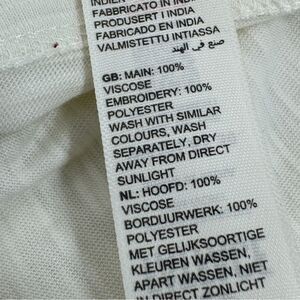 FABBRICATO IN INDIA
PRODUSERT I INDIA
FABRICADO EN INDIA
VALMISTETTU INTIASSA
صنع في الهند
GB: MAIN: 100%
VISCOSE
EMBROIDERY: 100%
POLYESTER
WASH WITH SIMILAR
COLOURS, WASH
SEPARATELY, DRY
AWAY FROM DIRECT
SUNLIGHT
NL: HOOFD: 100%
VISCOSE
BORDUURWERK: 100%
POLYESTER
MET GELIJKSOORTIGE
KLEUREN WASSEN,
APART WASSEN, NIET
IN DIRECT ZONLICHT